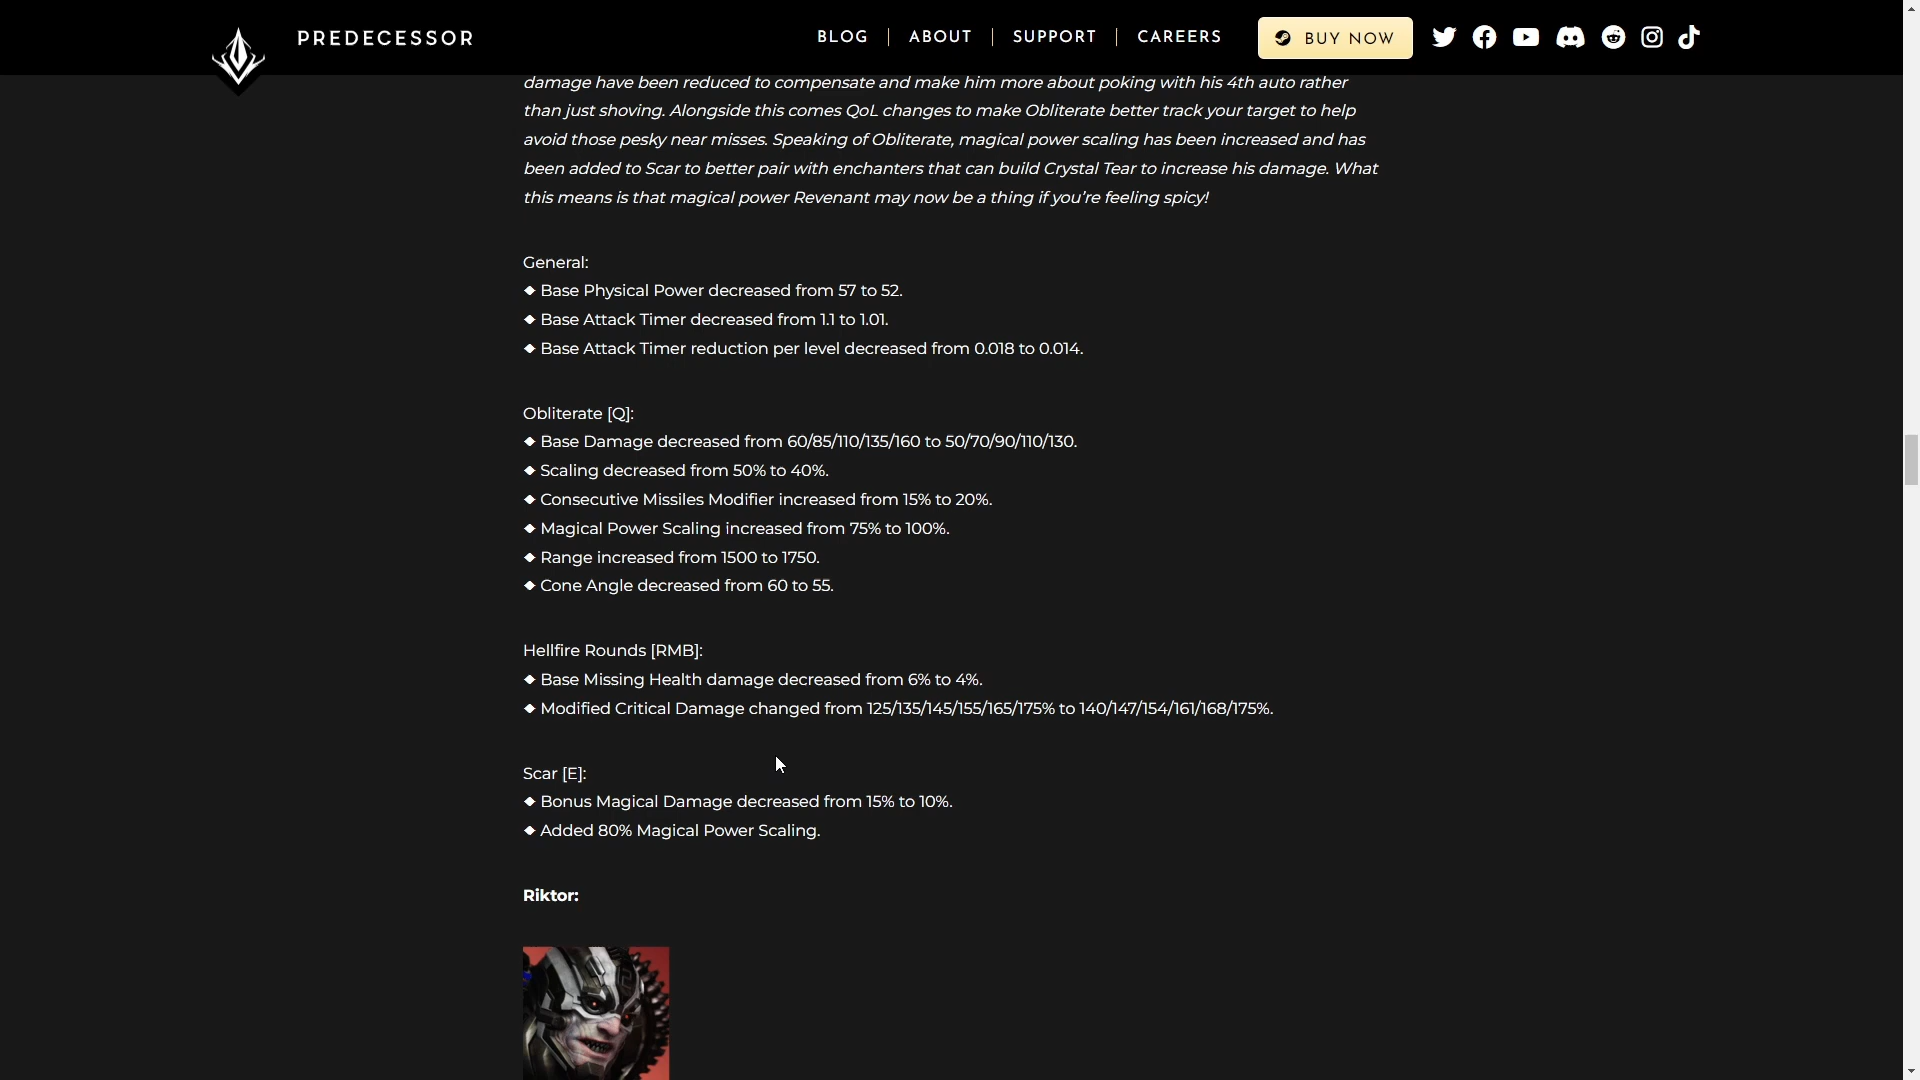 PREDECESSOR
BLOG
ABOUT
SUPPORT
CAREERS
BUY NOW
damage have been reduced to compensate and make him more about poking with his 4th auto rather
than just shoving. Alongside this comes QoL changes to make Obliterate better track your target to help
avoid those pesky near misses. Speaking of Obliterate, magical power scaling has been increased and has
been added to Scar to better pair with enchanters that can build Crystal Tear to increase his damage. What
this means is that magical power Revenant may now be a thing if you’re feeling spicy!
General:
◆ Base Physical Power decreased from 57 to 52.
◆ Base Attack Timer decreased from 1.1 to 1.01.
◆ Base Attack Timer reduction per level decreased from 0.018 to 0.014.
Obliterate [Q]:
◆ Base Damage decreased from 60/85/110/135/160 to 50/70/90/110/130.
◆ Scaling decreased from 50% to 40%.
◆ Consecutive Missiles Modifier increased from 15% to 20%.
◆ Magical Power Scaling increased from 75% to 100%.
◆ Range increased from 1500 to 1750.
◆ Cone Angle decreased from 60 to 55.
Hellfire Rounds [RMB]:
◆ Base Missing Health damage decreased from 6% to 4%.
◆ Modified Critical Damage changed from 125/135/145/155/165/175% to 140/147/154/161/168/175%.
Scar [E]:
◆ Bonus Magical Damage decreased from 15% to 10%.
◆ Added 80% Magical Power Scaling.
Riktor: